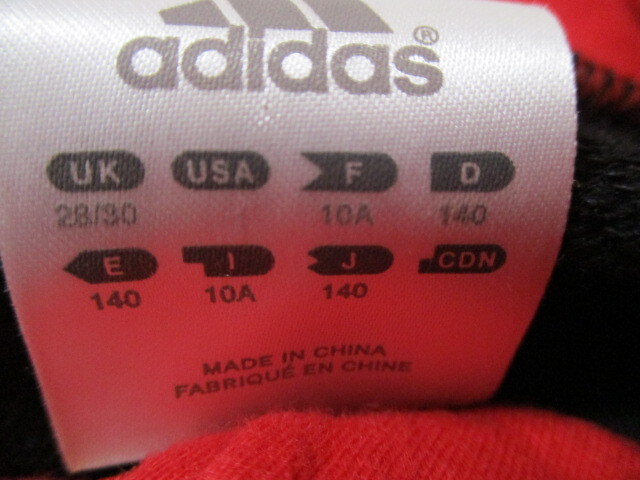 adidas®
UK USA F D
28/30 10A 140
E I J CDN
140 10A 140
MADE IN CHINA
FABRIQUÉ EN CHINE